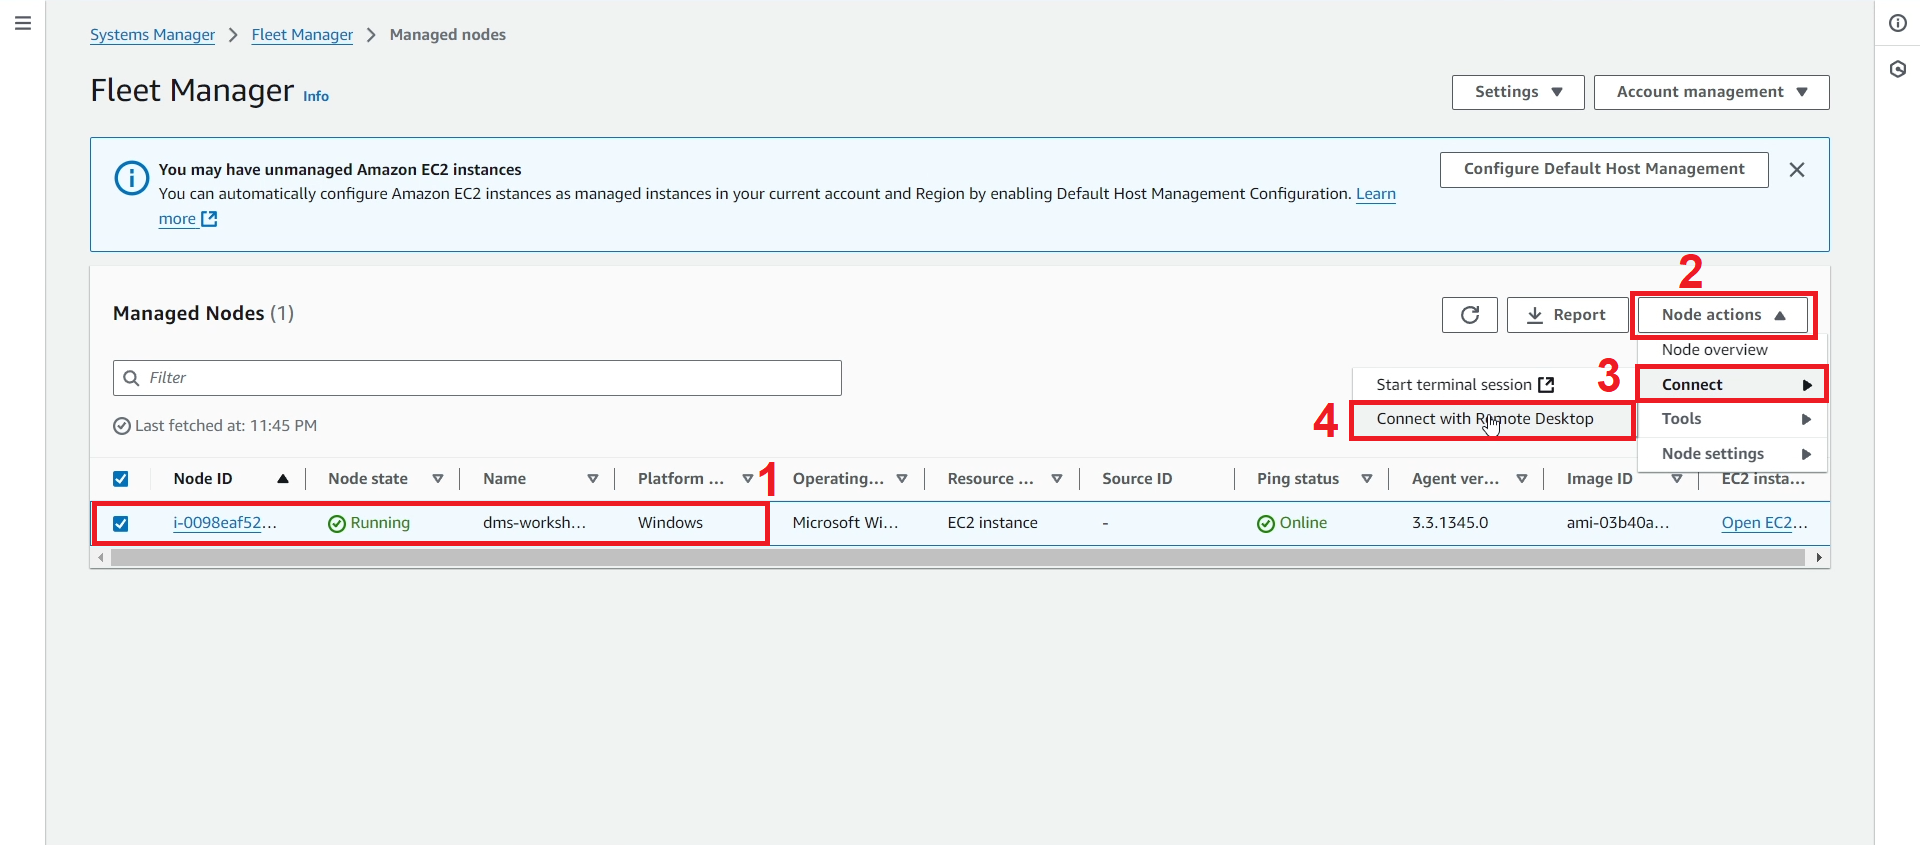 Systems Manager > Fleet Manager > Managed nodes
Fleet Manager Info
Settings ▼
Account management ▼
You may have unmanaged Amazon EC2 instances
You can automatically configure Amazon EC2 instances as managed instances in your current account and Region by enabling Default Host Management Configuration. Learn
more
Configure Default Host Management
2
Managed Nodes (1)
Report
Node actions ▲
Node overview
Filter
Start terminal session
3
Connect
4
Connect with Remote Desktop
Tools
Last fetched at: 11:45 PM
Node settings
Node ID Node state Name Platform ... 1 Operating... Resource ... Source ID Ping status Agent ver... Image ID EC2 insta...
i-0098eaf52... Running dms-worksh... Windows Microsoft Wi... EC2 instance - Online 3.3.1345.0 ami-03b40a... Open EC2...